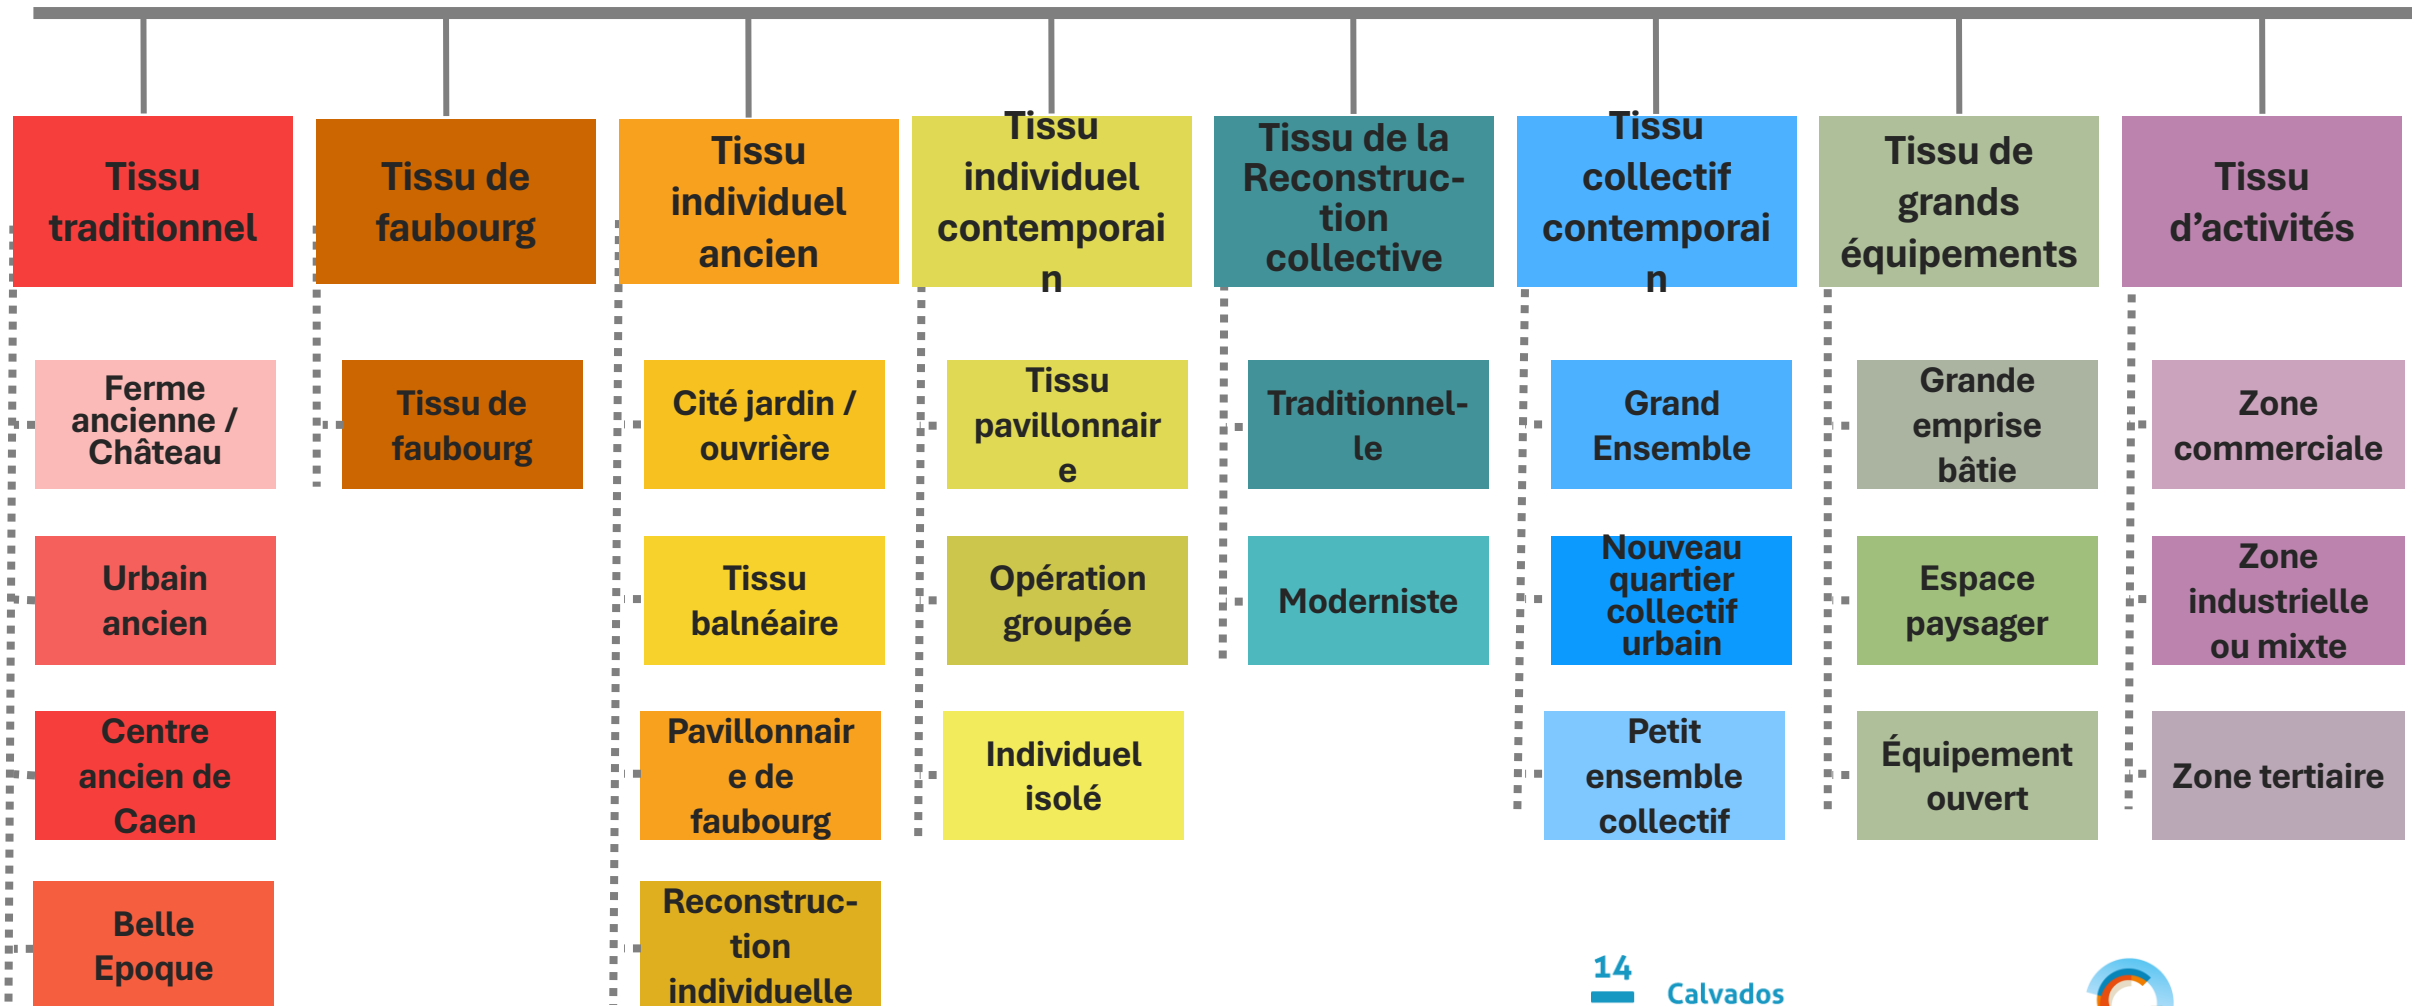 Tissu
traditionnel
Tissu de
faubourg
Tissu
individuel
ancien
Tissu
individuel
contemporai
n
Tissu de la
Reconstruc-
tion
collective
Tissu
collectif
contemporai
n
Tissu de
grands
équipements
Tissu
d’activités
Ferme
ancienne /
Château
Tissu de
faubourg
Cité jardin /
ouvrière
Tissu
pavillonnair
e
Traditionnel-
le
Grand
Ensemble
Grande
emprise
bâtie
Zone
commerciale
Urbain
ancien
Tissu
balnéaire
Opération
groupée
Moderniste
Nouveau
quartier
collectif
urbain
Espace
paysager
Zone
industrielle
ou mixte
Centre
ancien de
Caen
Pavillonnair
e de
faubourg
Individuel
isolé
Petit
ensemble
collectif
Équipement
ouvert
Zone tertiaire
Belle
Epoque
Reconstruc-
tion
individuelle
14
Calvados